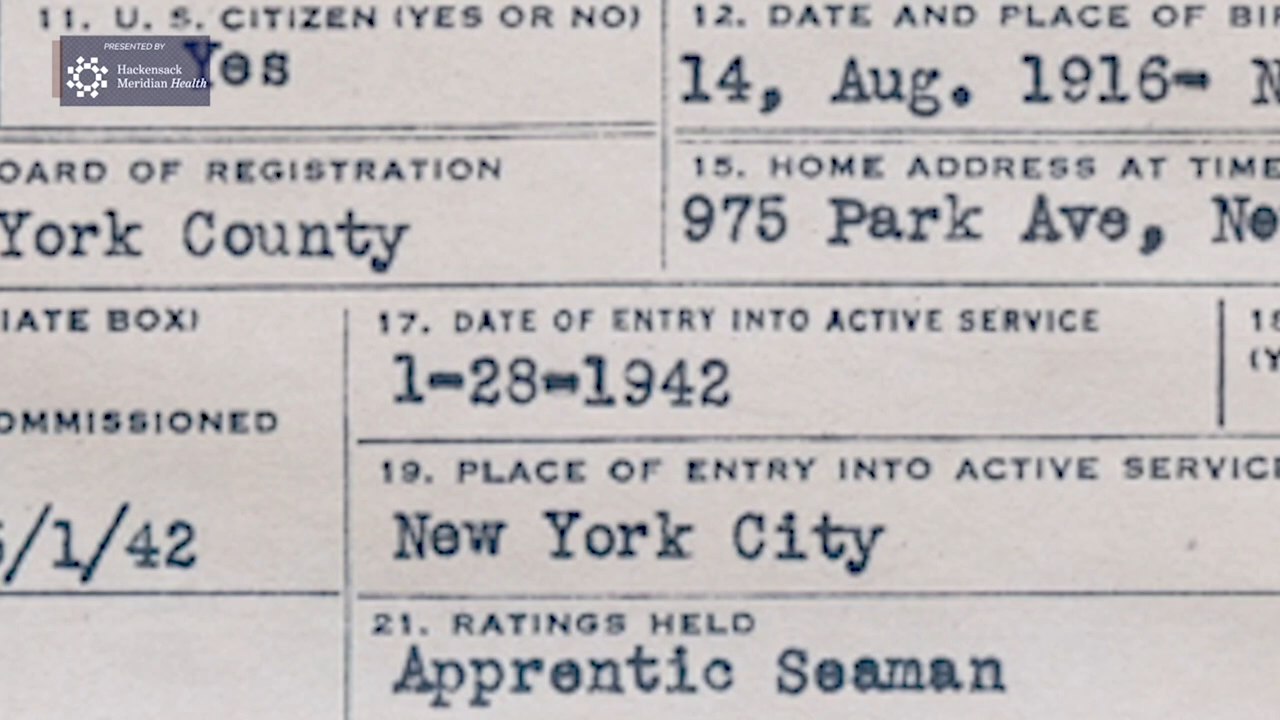 11. U. S. CITIZEN (YES OR NO)
12. DATE AND PLACE OF
PRESENTED BY
Hackensack
Meridian Health
Yes
14, Aug. 1916- N
OARD OF REGISTRATION
15. HOME ADDRESS AT TIME
York County
975 Park Ave, Ne
IATE BOX)
17. DATE OF ENTRY INTO ACTIVE SERVICE
1-28-1942
OMMISSIONED
19. PLACE OF ENTRY INTO ACTIVE SERVIC
/1/42
New York City
21. RATINGS HELD
Apprentic Seaman